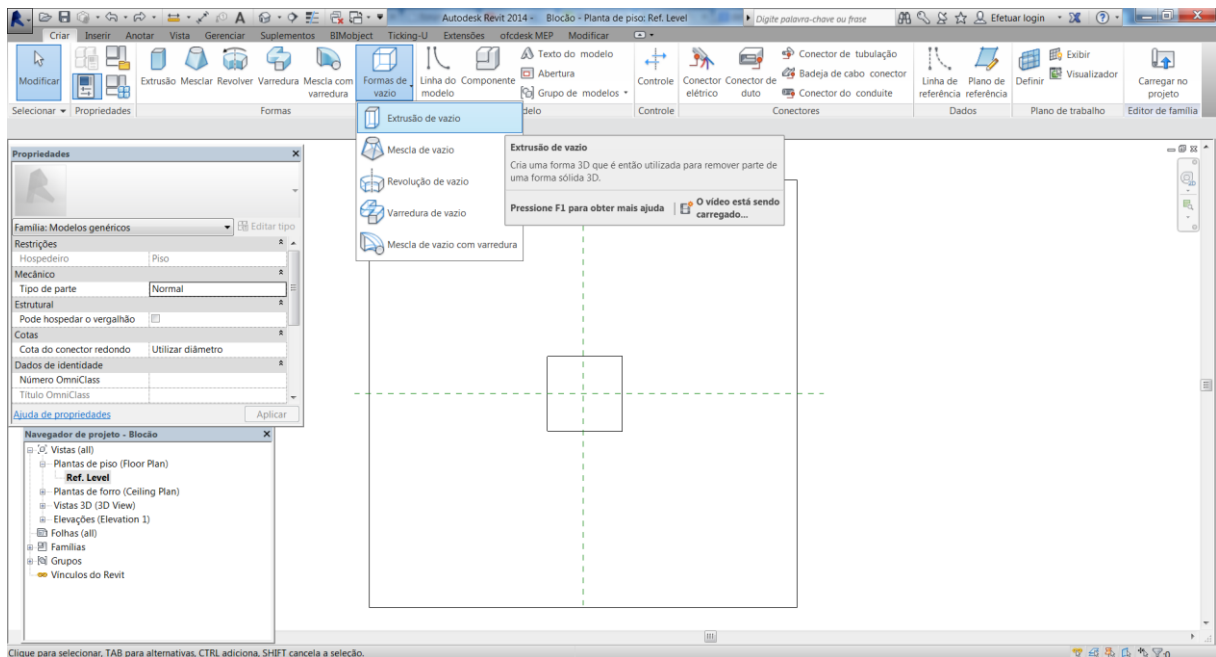 Autodesk Revit 2014 - Blocão - Planta de piso: Ref. Level
Digite palavra-chave ou frase
Efetuar login
Criar Inserir Anotar Vista Gerenciar Suplementos BIMobject Ticking-U Extensões ofcdesk MEP Modificar
Modificar
Extrusão Mesclar Revolver Varredura Mescla com varredura
Formas de vazio
Linha do modelo
Componente
Texto do modelo
Abertura
Grupo de modelos
Controle
Conector elétrico
Conector de duto
Conector de tubulação
Badeja de cabo conector
Conector do conduite
Linha de referência
Plano de referência
Definir
Exibir
Visualizador
Carregar no projeto
Selecionar Propriedades Formas delo Controle Conectores Dados Plano de trabalho Editor de família
Extrusão de vazio
Mescla de vazio
Revolução de vazio
Varredura de vazio
Mescla de vazio com varredura
Extrusão de vazio
Cria uma forma 3D que é então utilizada para remover parte de
uma forma sólida 3D.
Pressione F1 para obter mais ajuda
O vídeo está sendo
carregado...
Propriedades
Família: Modelos genéricos
Editar tipo
Restrições
Hospedeiro Piso
Mecânico
Tipo de parte Normal
Estrutural
Pode hospedar o vergalhão
Cotas
Cota do conector redondo Utilizar diâmetro
Dados de identidade
Número OmniClass
Título OmniClass
Ajuda de propriedades
Aplicar
Navegador de projeto - Blocão
Vistas (all)
Plantas de piso (Floor Plan)
Ref. Level
Plantas de forro (Ceiling Plan)
Vistas 3D (3D View)
Elevações (Elevation 1)
Folhas (all)
Famílias
Grupos
Vínculos do Revit
Clique para selecionar, TAB para alternativas, CTRL adiciona, SHIFT cancela a seleção.
:0